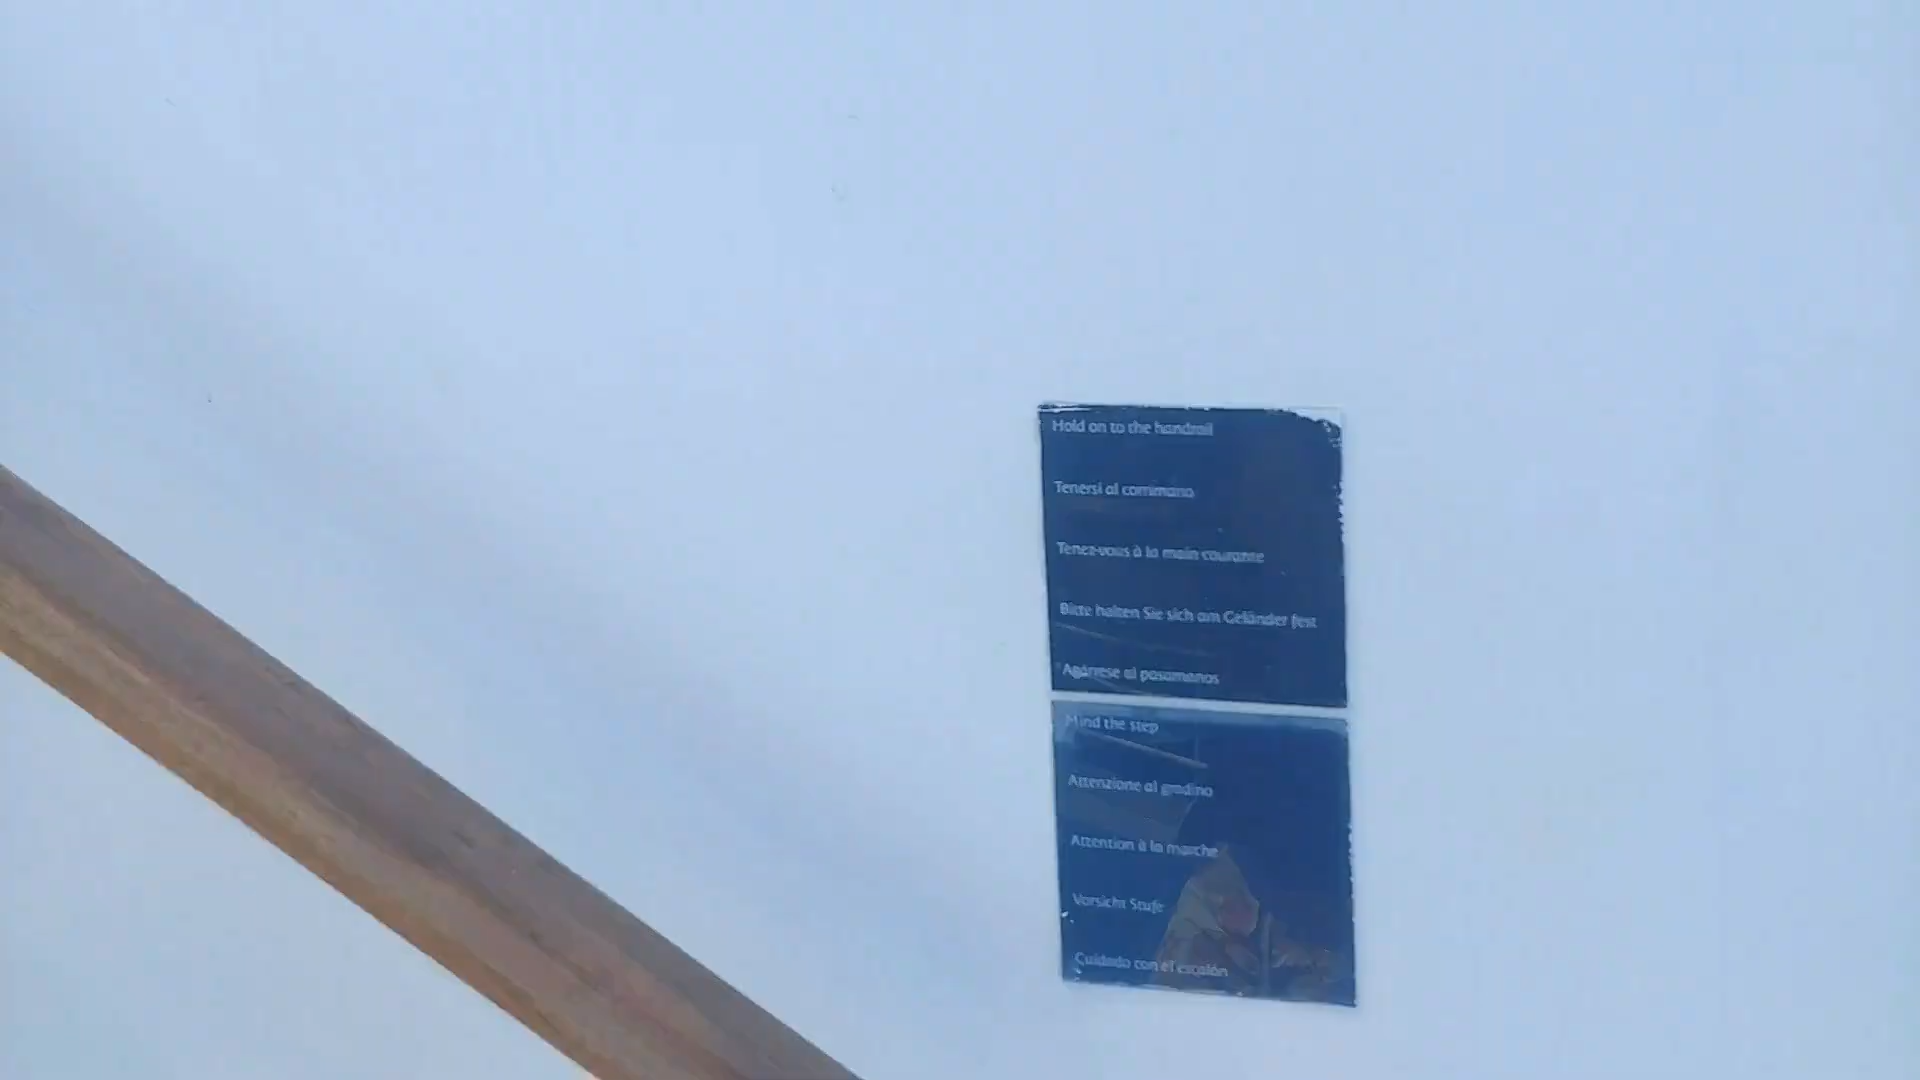 Hold on to the handrail
Tenersi al corrimano
Tenez-vous à la main courante
Bitte halten Sie sich am Geländer fest
Agárrese al pasamanos
Mind the step
Attenzione al gradino
Attention à la marche
Vorsicht Stufe
Cuidado con el escalón